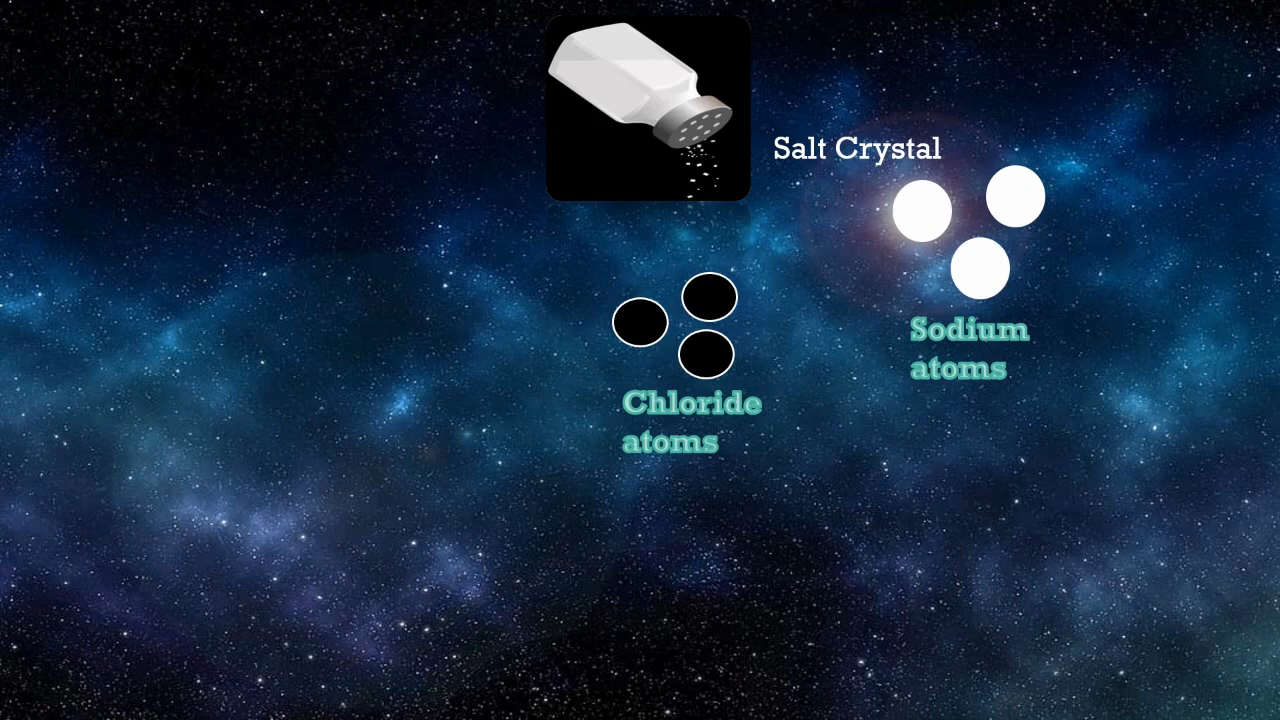 Salt Crystal
Sodium
atoms
Chloride
atoms